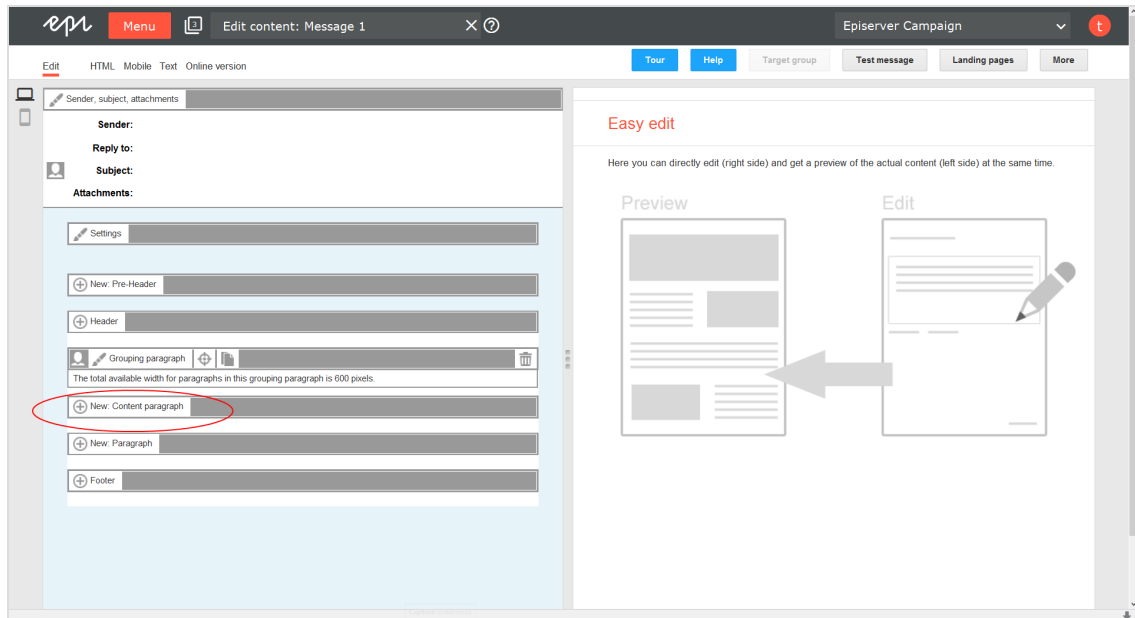 epi Menu 3 Edit content: Message 1 Episerver Campaign t
Edit HTML Mobile Text Online version Tour Help Target group Test message Landing pages More
Sender, subject, attachments
Sender:
Reply to:
Subject:
Attachments:
Settings
New: Pre-Header
Header
Grouping paragraph
The total available width for paragraphs in this grouping paragraph is 600 pixels.
New: Content paragraph
New: Paragraph
Footer
Easy edit
Here you can directly edit (right side) and get a preview of the actual content (left side) at the same time.
Preview Edit